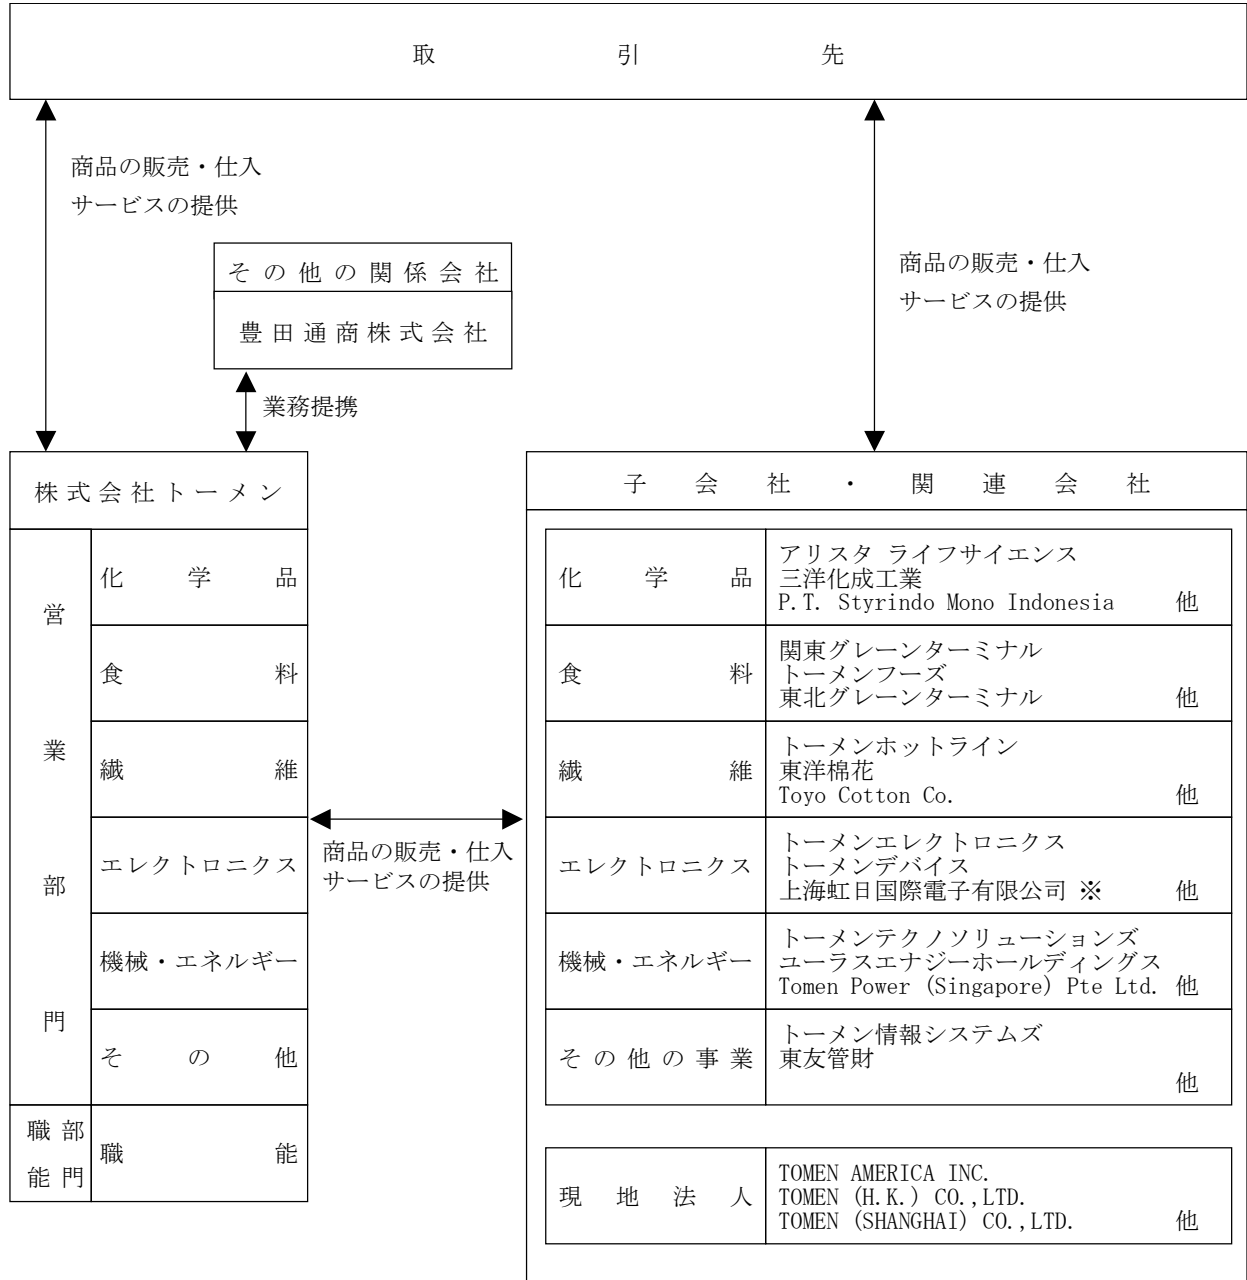 取引先
商品の販売・仕入
サービスの提供
その他の関係会社
豊田通商株式会社
業務提携
商品の販売・仕入
サービスの提供
株式会社トーメン
営業部門
化学品
食料
繊維
エレクトロニクス
機械・エネルギー
その他
職能部門
職能
商品の販売・仕入
サービスの提供
子会社・関連会社
化学品
アリスタ ライフサイエンス
三洋化成工業
P.T. Styrindo Mono Indonesia 他
食料
関東グレーンターミナル
トーメンフーズ
東北グレーンターミナル 他
繊維
トーメンホットライン
東洋棉花
Toyo Cotton Co. 他
エレクトロニクス
トーメンエレクトロニクス
トーメンデバイス
上海虹日国際電子有限公司 ※ 他
機械・エネルギー
トーメンテクノソリューションズ
ユーラスエナジーホールディングス
Tomen Power (Singapore) Pte Ltd. 他
その他の事業
トーメン情報システムズ
東友管財
他
現地法人
TOMEN AMERICA INC.
TOMEN (H.K.) CO.,LTD.
TOMEN (SHANGHAI) CO.,LTD. 他